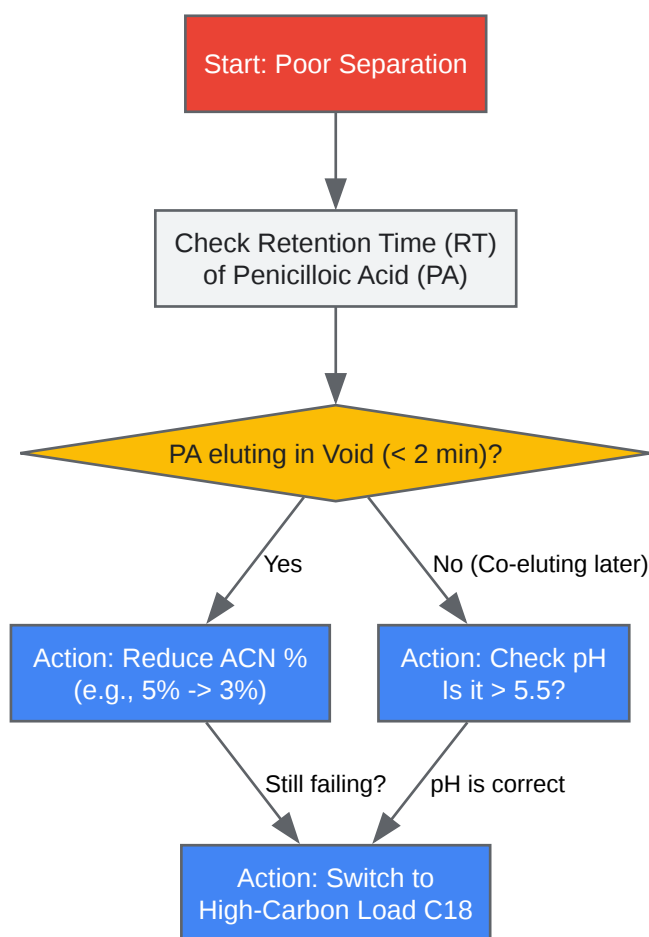 Start: Poor Separation
Check Retention Time (RT)
of Penicilloic Acid (PA)
PA eluting in Void (< 2 min)?
Yes
No (Co-eluting later)
Action: Reduce ACN %
(e.g., 5% -> 3%)
Action: Check pH
Is it > 5.5?
Still failing?
pH is correct
Action: Switch to
High-Carbon Load C18